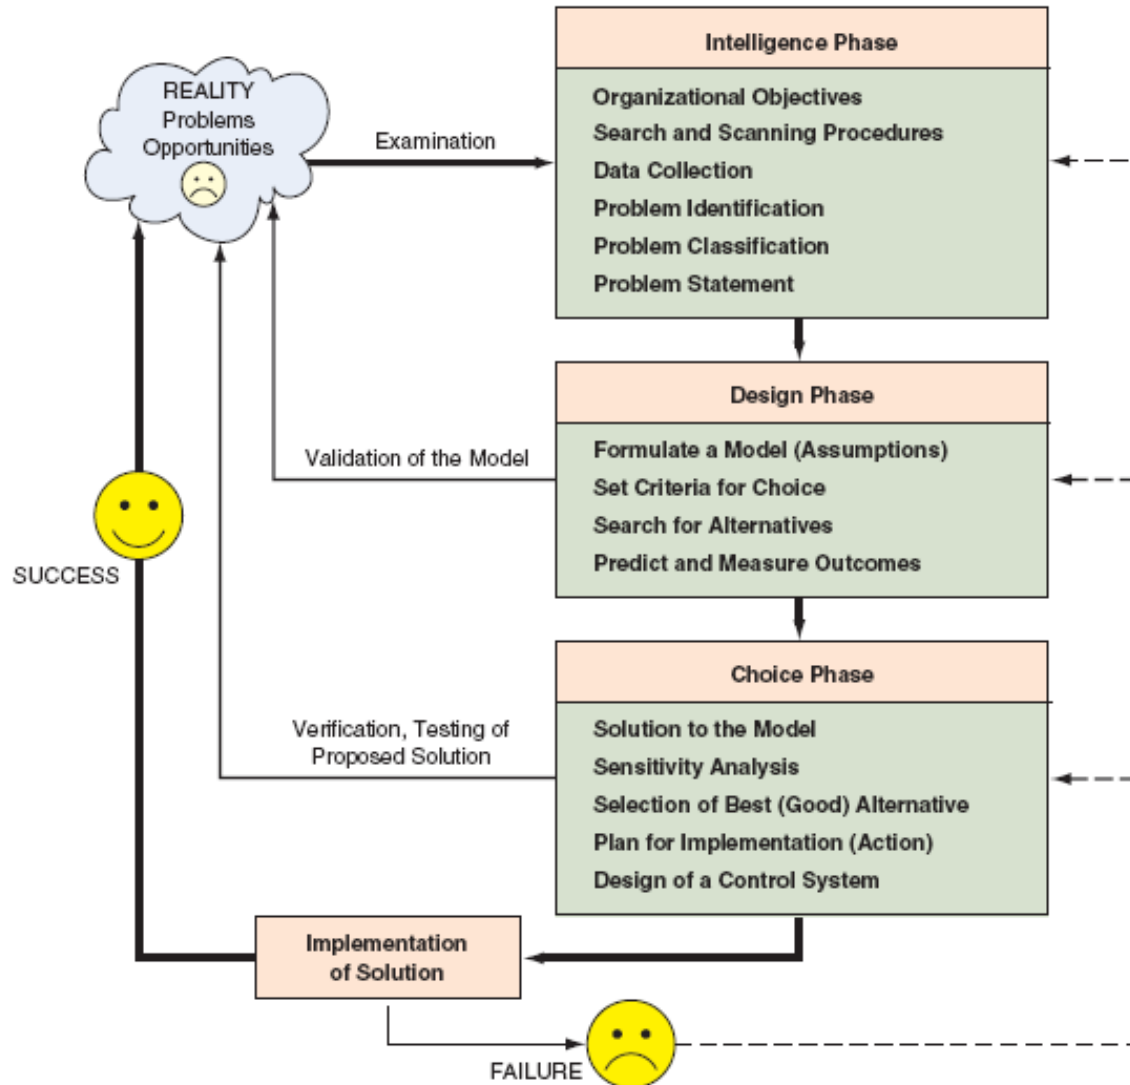 Intelligence Phase
Organizational Objectives
Search and Scanning Procedures
Data Collection
Problem Identification
Problem Classification
Problem Statement
REALITY
Problems
Opportunities
Examination
Design Phase
Formulate a Model (Assumptions)
Set Criteria for Choice
Search for Alternatives
Predict and Measure Outcomes
Validation of the Model
SUCCESS
Choice Phase
Solution to the Model
Sensitivity Analysis
Selection of Best (Good) Alternative
Plan for Implementation (Action)
Design of a Control System
Verification, Testing of
Proposed Solution
Implementation
of Solution
FAILURE